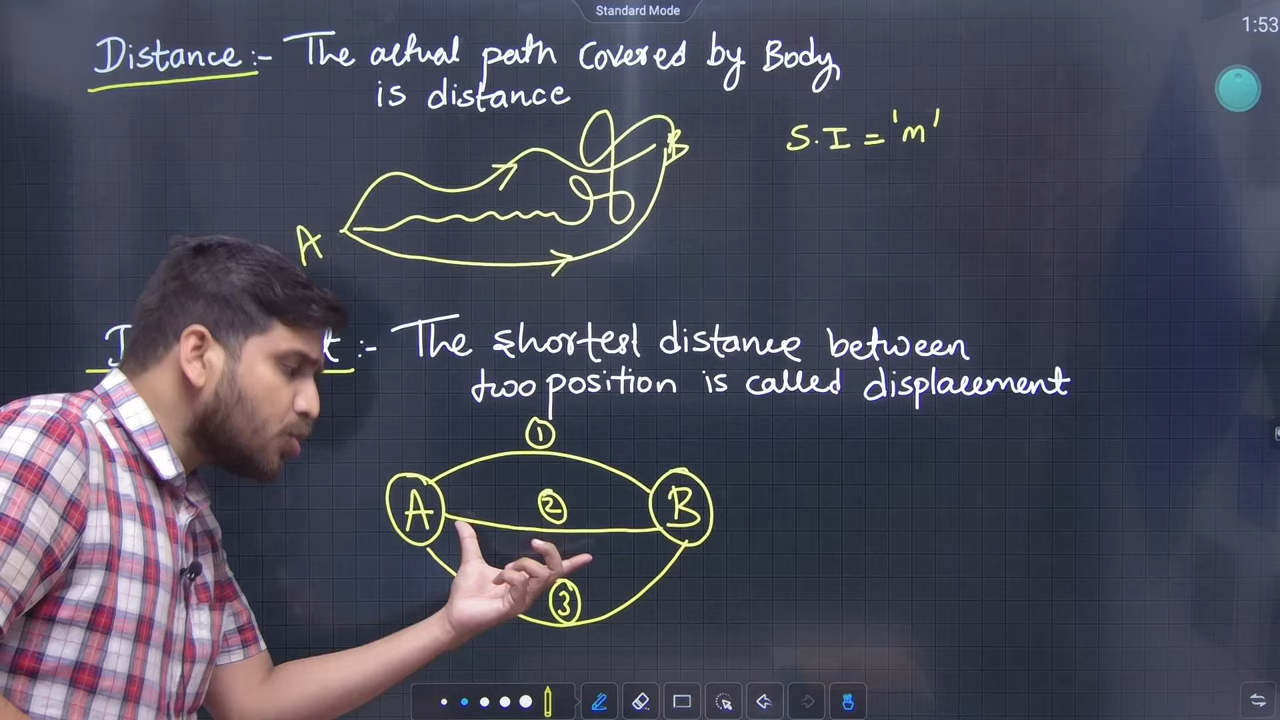 Standard Mode
1:53
Distance :- The actual path covered by Body
is distance
S.I = 'm'
B
A
t :- The shortest distance between
two position is called displacement
1
A
2
B
3